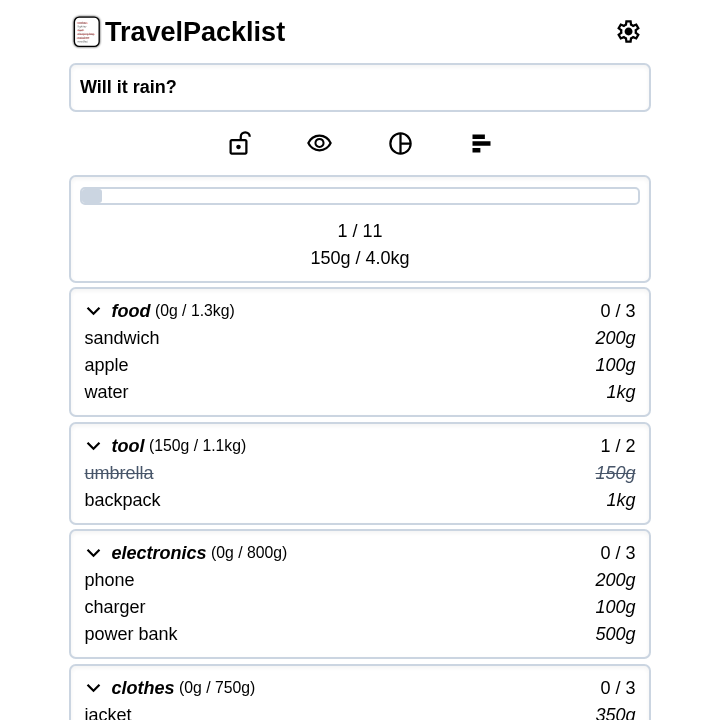 TravelPacklist
Will it rain?
1 / 11
150g / 4.0kg
food (0g / 1.3kg) 0 / 3
sandwich 200g
apple 100g
water 1kg
tool (150g / 1.1kg) 1 / 2
umbrella 150g
backpack 1kg
electronics (0g / 800g) 0 / 3
phone 200g
charger 100g
power bank 500g
clothes (0g / 750g) 0 / 3
jacket 350g